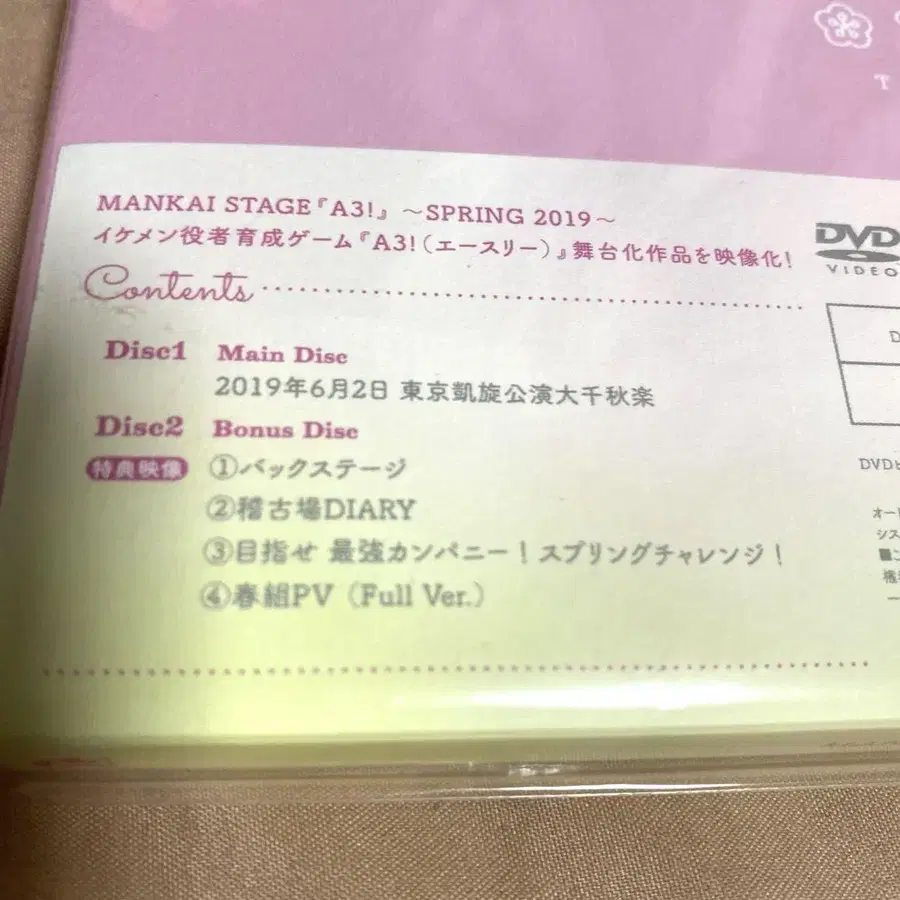 MANKAI STAGE『A3!』 ～SPRING 2019～
イケメン役者育成ゲーム『A3!(エースリー)』舞台化作品を映像化!
Contents
Disc1 Main Disc
2019年6月2日 東京凱旋公演大千秋楽
Disc2 Bonus Disc
特典映像 ①バックステージ
②稽古場DIARY
③目指せ 最強カンパニー！スプリングチャレンジ！
④春組PV（Full Ver.）
DVD
VIDEO
DVD
オー
シス